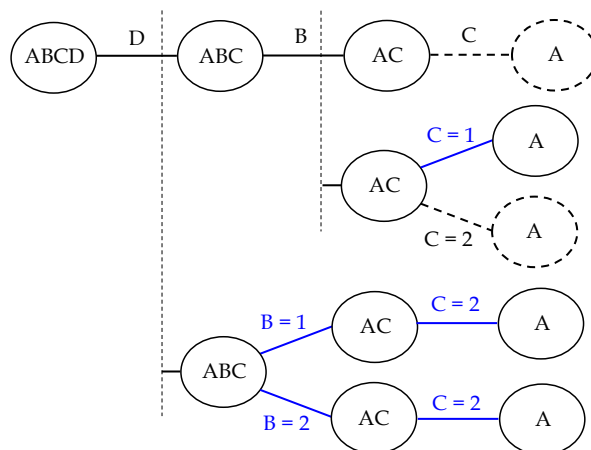 D
B
C
ABCD
ABC
AC
A
C = 1
A
AC
C = 2
A
B = 1
C = 2
AC
A
ABC
B = 2
C = 2
AC
A